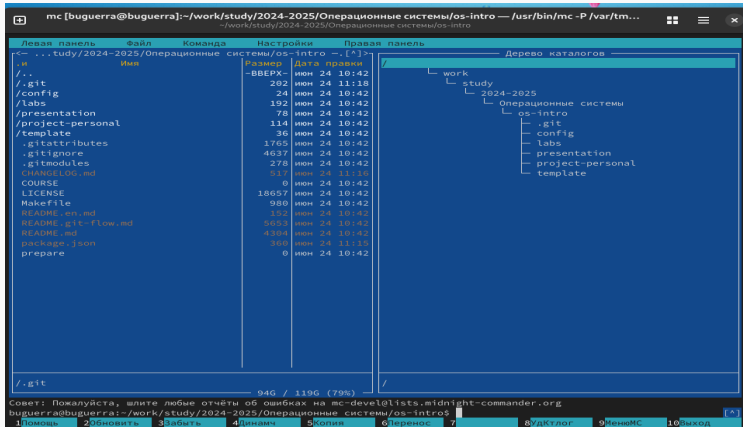 mc [buguerra@buguerra]:~/work/study/2024-2025/Операционные системы/os-intro — /usr/bin/mc -P /var/tm...
~/work/study/2024-2025/Операционные системы/os-intro
Левая панель Файл Команда Настройки Правая панель
<— ...tudy/2024-2025/Операционные системы/os-intro —.[^]> Дерево каталогов
.и Имя Размер Дата правки /
/.. -ВВЕРХ- июн 24 10:42 work
/.git 202 июн 24 11:18 study
/config 24 июн 24 10:42 2024-2025
/labs 192 июн 24 10:42 Операционные системы
/presentation 78 июн 24 10:42 os-intro
/project-personal 114 июн 24 10:42 .git
/template 36 июн 24 10:42 config
.gitattributes 1765 июн 24 10:42 labs
.gitignore 4637 июн 24 10:42 presentation
.gitmodules 278 июн 24 10:42 project-personal
CHANGELOG.md 517 июн 24 11:16 template
COURSE 0 июн 24 10:42
LICENSE 18657 июн 24 10:42
Makefile 980 июн 24 10:42
README.en.md 152 июн 24 10:42
README.git-flow.md 5653 июн 24 10:42
README.md 4304 июн 24 10:42
package.json 360 июн 24 11:15
prepare 0 июн 24 10:42
/.git /
94G / 119G (79%)
Совет: Пожалуйста, шлите любые отчёты об ошибках на mc-devel@lists.midnight-commander.org
buguerra@buguerra:~/work/study/2024-2025/Операционные системы/os-intro$ [^]
1Помощь 2Обновить 3Забыть 4Динамч 5Копия 6Перенос 7 8УдКтлог 9МенюMC 10Выход